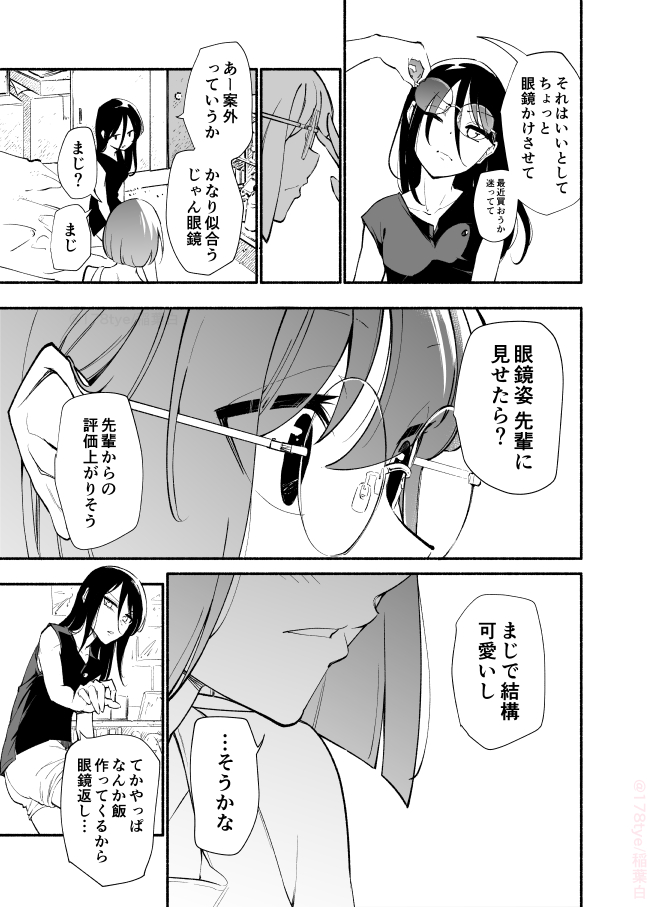 それはいいとして
ちょっと
眼鏡かけさせて
最近買おうか
迷ってて
あー案外
っていうか
かなり似合う
じゃん眼鏡
まじ？
まじ
眼鏡姿 先輩に
見せたら？
先輩からの
評価上がりそう
まじで結構
可愛いし
…そうかな
てかやっぱ
なんか飯
作ってくるから
眼鏡返し…
@178tye/稲葉白